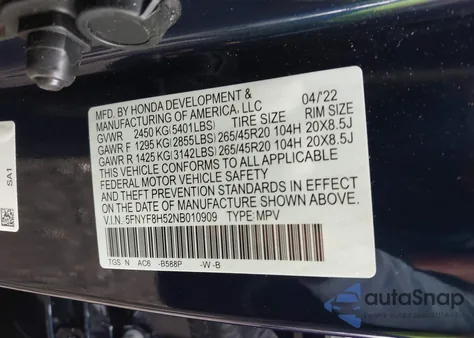 MFD. BY HONDA DEVELOPMENT & 04/'22
MANUFACTURING OF AMERICA, LLC
GVWR 2450 KG(5401LBS) TIRE SIZE RIM SIZE
GAWR F 1295 KG(2855LBS) 265/45R20 104H 20X8.5J
GAWR R 1425 KG(3142LBS) 265/45R20 104H 20X8.5J
THIS VEHICLE CONFORMS TO ALL APPLICABLE
FEDERAL MOTOR VEHICLE SAFETY
AND THEFT PREVENTION STANDARDS IN EFFECT ON
THE DATE OF MANUFACTURE SHOWN ABOVE.
V.I.N.: 5FNYF8H52NB010909 TYPE: MPV
TGS N AC6 -B588P -W-B
SA1
autoSnap